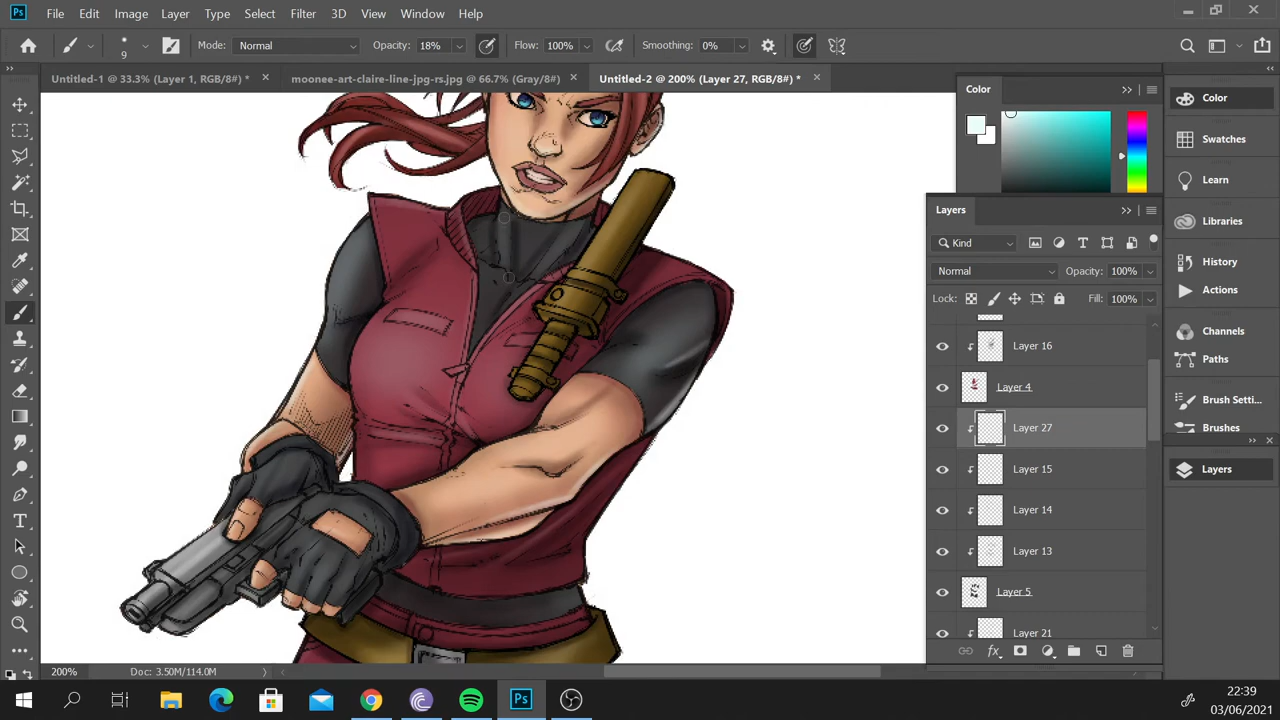 Ps File Edit Image Layer Type Select Filter 3D View Window Help
9 Mode: Normal Opacity: 18% Flow: 100% Smoothing: 0%
Untitled-1 @ 33.3% (Layer 1, RGB/8#) * moonee-art-claire-line-jpg-rs.jpg @ 66.7% (Gray/8#) Untitled-2 @ 200% (Layer 27, RGB/8#) *
Color
Color
Swatches
Learn
Libraries
History
Actions
Channels
Paths
Brush Setti...
Brushes
Layers
Layers
Kind
Normal Opacity: 100%
Lock: Fill: 100%
Layer 16
Layer 4
Layer 27
Layer 15
Layer 14
Layer 13
Layer 5
Layer 21
fx
200% Doc: 3.50M/114.0M
Ps
22:39
03/06/2021